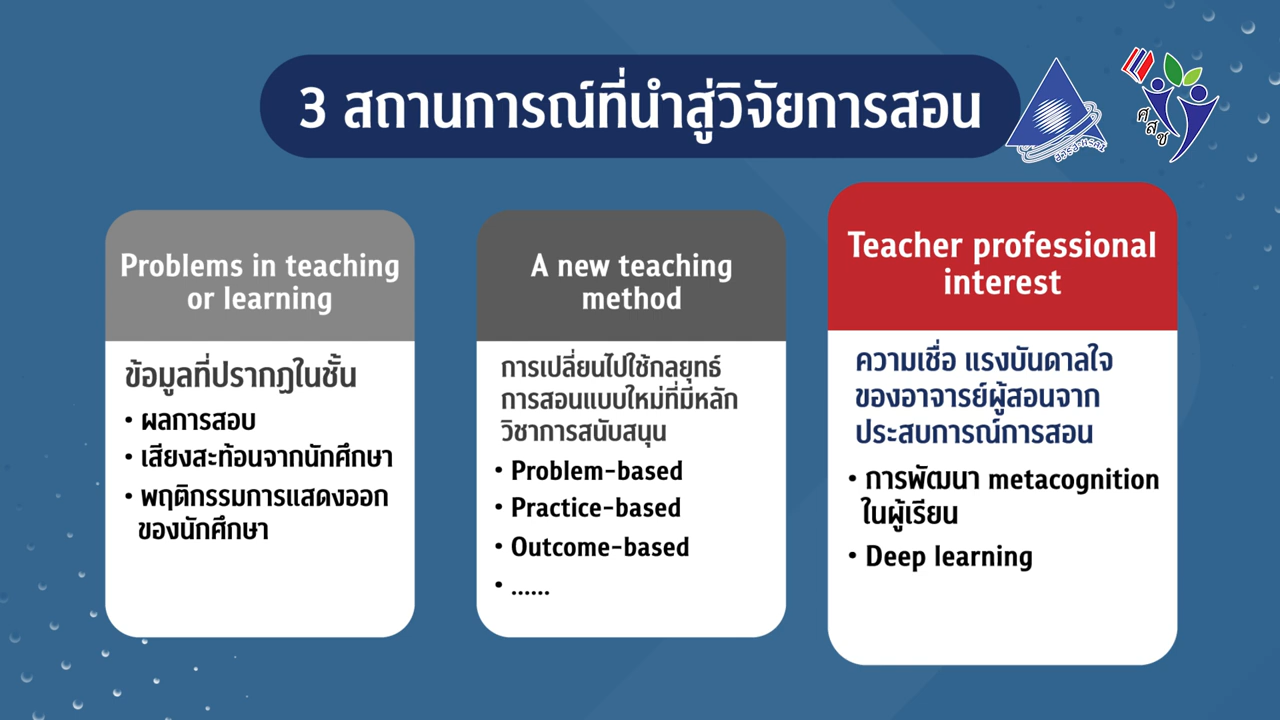 3 สถานการณ์ที่นำสู่วิจัยการสอน
ศสช
Problems in teaching
or learning
ข้อมูลที่ปรากฏในชั้น
• ผลการสอบ
• เสียงสะท้อนจากนักศึกษา
• พฤติกรรมการแสดงออก
ของนักศึกษา
A new teaching
method
การเปลี่ยนไปใช้กลยุทธ์
การสอนแบบใหม่ที่มีหลัก
วิชาการสนับสนุน
• Problem-based
• Practice-based
• Outcome-based
• ......
Teacher professional
interest
ความเชื่อ แรงบันดาลใจ
ของอาจารย์ผู้สอนจาก
ประสบการณ์การสอน
• การพัฒนา metacognition
ในผู้เรียน
• Deep learning